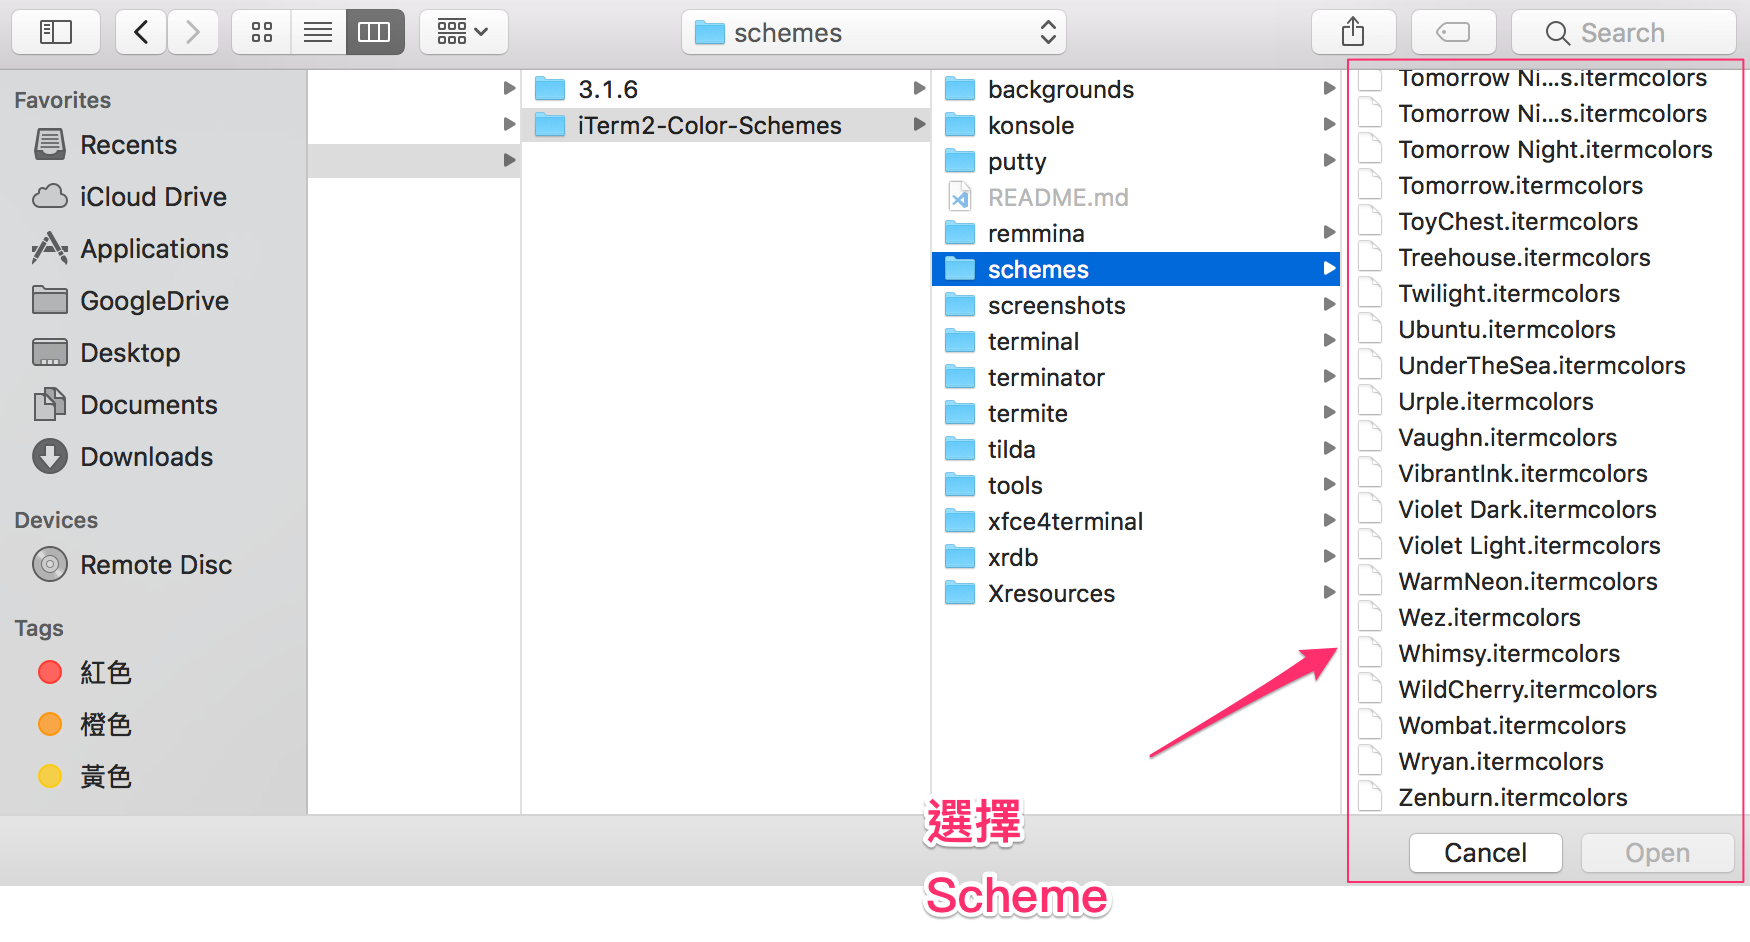 schemes
Search
Favorites
Recents
iCloud Drive
Applications
GoogleDrive
Desktop
Documents
Downloads
Devices
Remote Disc
Tags
紅色
橙色
黃色
3.1.6
iTerm2-Color-Schemes
backgrounds
konsole
putty
README.md
remmina
schemes
screenshots
terminal
terminator
termite
tilda
tools
xfce4terminal
xrdb
Xresources
Tomorrow Ni...s.itermcolors
Tomorrow Ni...s.itermcolors
Tomorrow Night.itermcolors
Tomorrow.itermcolors
ToyChest.itermcolors
Treehouse.itermcolors
Twilight.itermcolors
Ubuntu.itermcolors
UnderTheSea.itermcolors
Urple.itermcolors
Vaughn.itermcolors
VibrantInk.itermcolors
Violet Dark.itermcolors
Violet Light.itermcolors
WarmNeon.itermcolors
Wez.itermcolors
Whimsy.itermcolors
WildCherry.itermcolors
Wombat.itermcolors
Wryan.itermcolors
Zenburn.itermcolors
選擇
Scheme
Cancel
Open